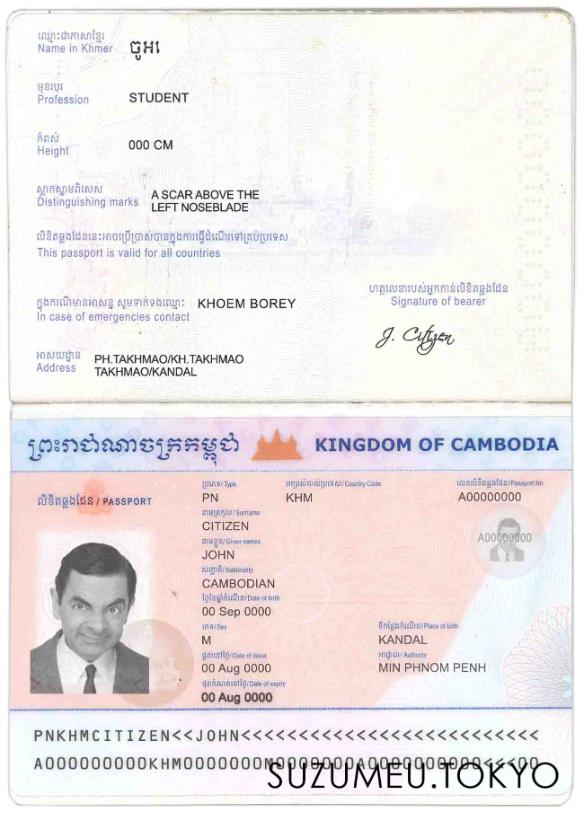 ឈ្មោះជាភាសាខ្មែរ
Name in Khmer
ចូអរ
មុខរបរ
Profession
STUDENT
កំពស់
Height
000 CM
ស្លាកស្នាមពិសេស
Distinguishing marks
A SCAR ABOVE THE
LEFT NOSEBLADE
លិខិតឆ្លងដែននេះអាចប្រើប្រាស់បានក្នុងការធ្វើដំណើរទៅគ្រប់ប្រទេស
This passport is valid for all countries
ក្នុងករណីមានអាសន្ន សូមទាក់ទងឈ្មោះ
In case of emergencies contact
KHOEM BOREY
ហត្ថលេខារបស់អ្នកកាន់លិខិតឆ្លងដែន
Signature of bearer
J. Citizen
អាសយដ្ឋាន
Address
PH.TAKHMAO/KH.TAKHMAO
TAKHMAO/KANDAL
ព្រះរាជាណាចក្រកម្ពុជា
KINGDOM OF CAMBODIA
លិខិតឆ្លងដែន / PASSPORT
ប្រភេទ/Type
PN
អក្សរសំគាល់ប្រទេស/Country Code
KHM
លេខលិខិតឆ្លងដែន/Passport No.
A00000000
នាមត្រកូល/Surname
CITIZEN
នាមខ្លួន/Given names
JOHN
A00000000
សញ្ជាតិ/Nationality
CAMBODIAN
ថ្ងៃខែឆ្នាំកំណើត/Date of birth
00 Sep 0000
ភេទ/Sex
M
ទីកន្លែងកំណើត/Place of birth
KANDAL
ផ្តល់នៅថ្ងៃ/Date of issue
00 Aug 0000
អាជ្ញាធរ/Authority
MIN PHNOM PENH
ផុតកំណត់នៅថ្ងៃ/Date of expiry
00 Aug 0000
PNKHMCITIZEN<<JOHN<<<<<<<<<<<<<<<<<<<<<<<<<<
SUZUMEU.TOKYO